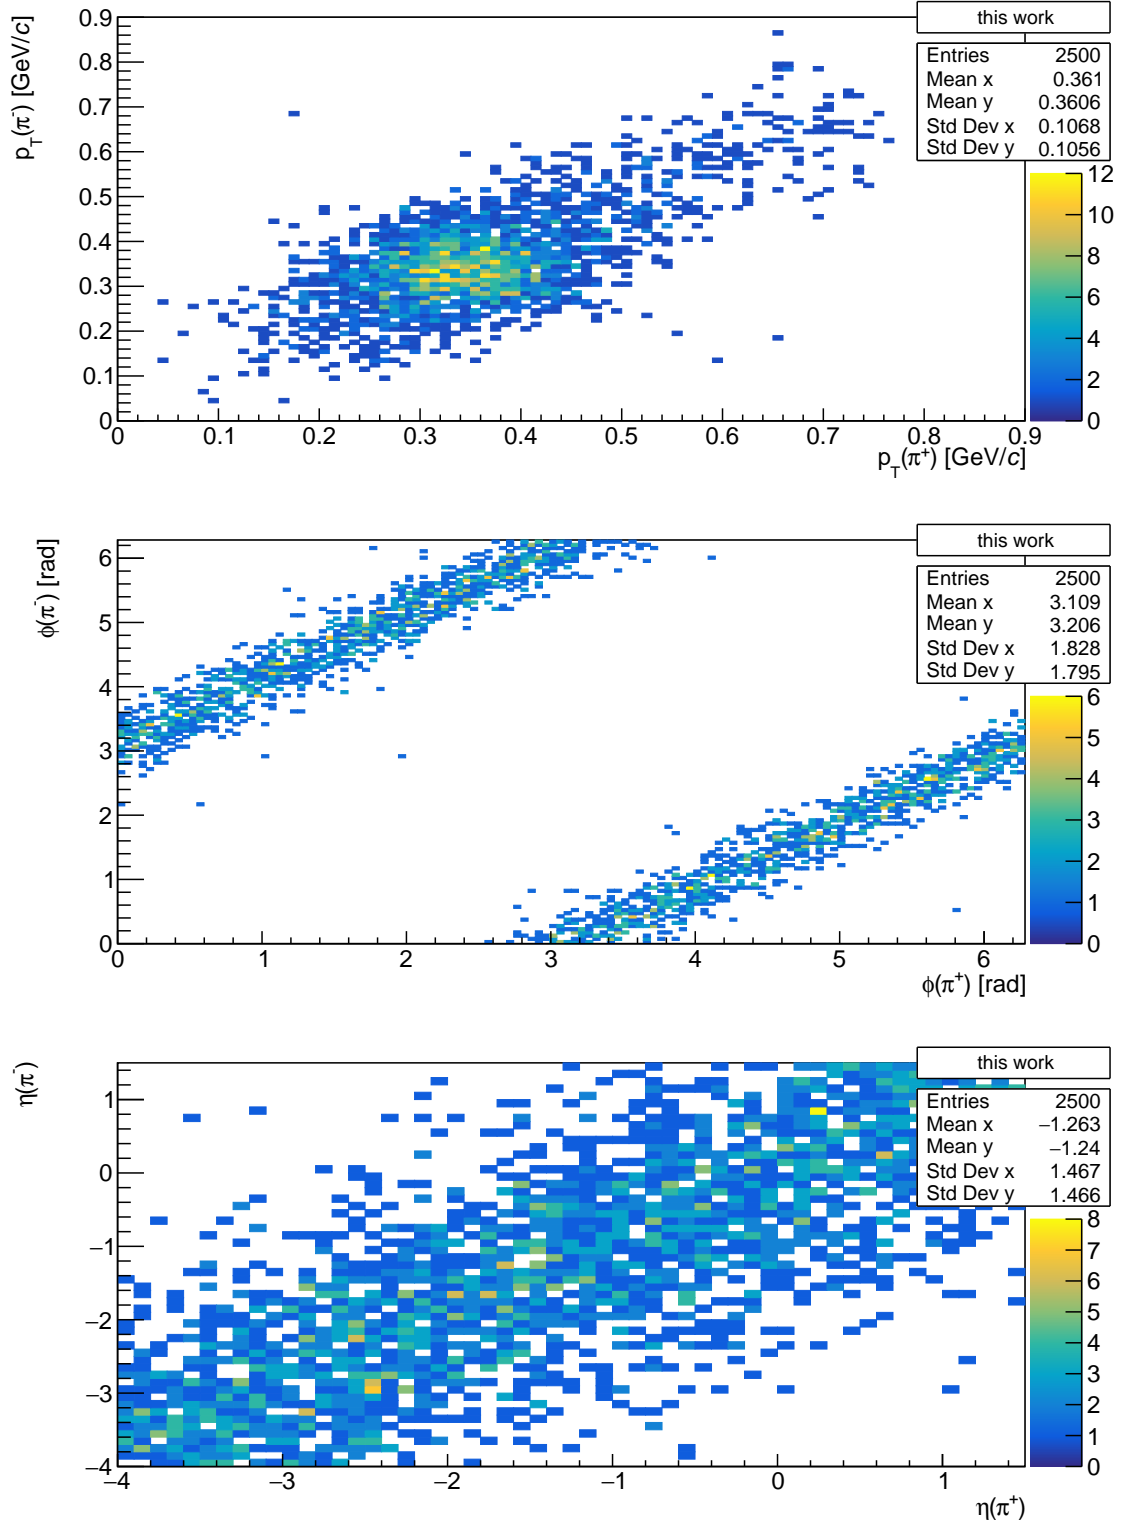 this work
Entries 2500
Mean x 0.361
Mean y 0.3606
Std Dev x 0.1068
Std Dev y 0.1056
p_T(π⁻) [GeV/c]
0.9
0.8
0.7
0.6
0.5
0.4
0.3
0.2
0.1
0
0 0.1 0.2 0.3 0.4 0.5 0.6 0.7 0.8 0.9
p_T(π⁺) [GeV/c]
12
10
8
6
4
2
0
this work
Entries 2500
Mean x 3.109
Mean y 3.206
Std Dev x 1.828
Std Dev y 1.795
ϕ(π⁻) [rad]
6
5
4
3
2
1
0
0 1 2 3 4 5 6
ϕ(π⁺) [rad]
6
5
4
3
2
1
0
this work
Entries 2500
Mean x −1.263
Mean y −1.24
Std Dev x 1.467
Std Dev y 1.466
η(π⁻)
1
0
−1
−2
−3
−4
−4 −3 −2 −1 0 1
η(π⁺)
8
7
6
5
4
3
2
1
0